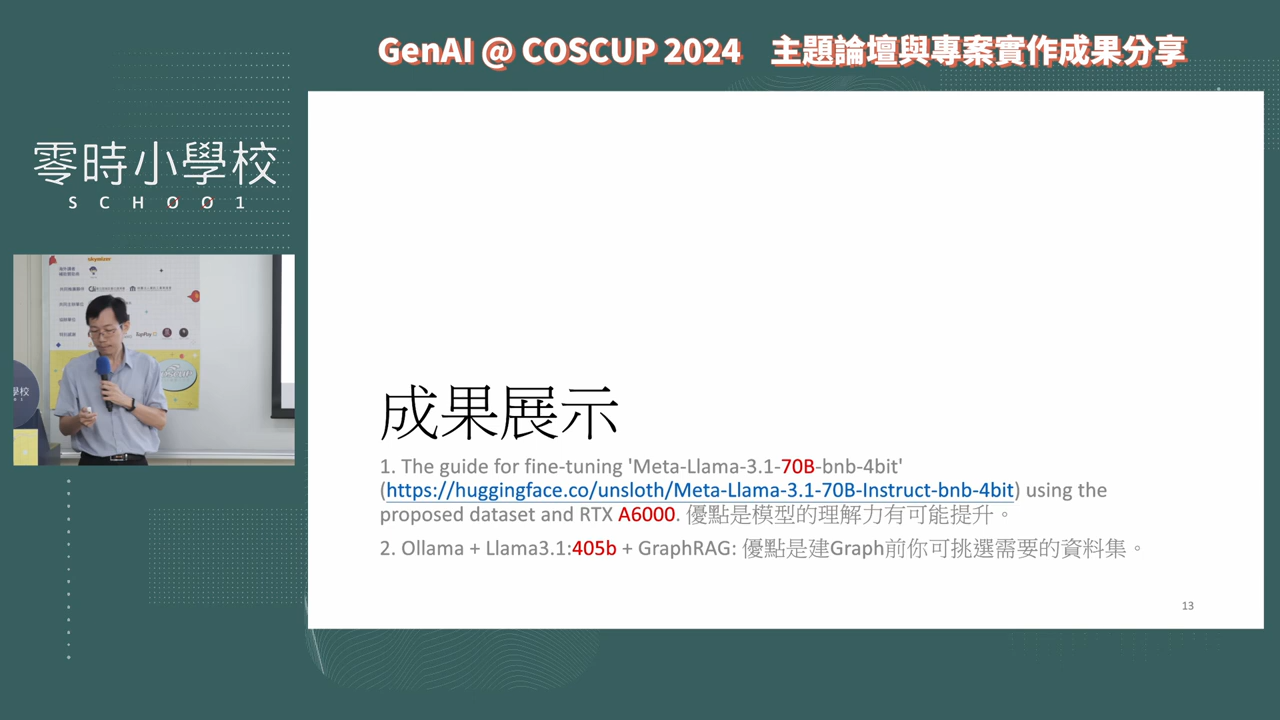 GenAI @ COSCUP 2024 主題論壇與專案實作成果分享
零時小學校
SCHOO1
skymizer
學校
成果展示
1. The guide for fine-tuning 'Meta-Llama-3.1-70B-bnb-4bit'
(https://huggingface.co/unsloth/Meta-Llama-3.1-70B-Instruct-bnb-4bit) using the
proposed dataset and RTX A6000. 優點是模型的理解力有可能提升。
2. Ollama + Llama3.1:405b + GraphRAG: 優點是建Graph前你可挑選需要的資料集。
13